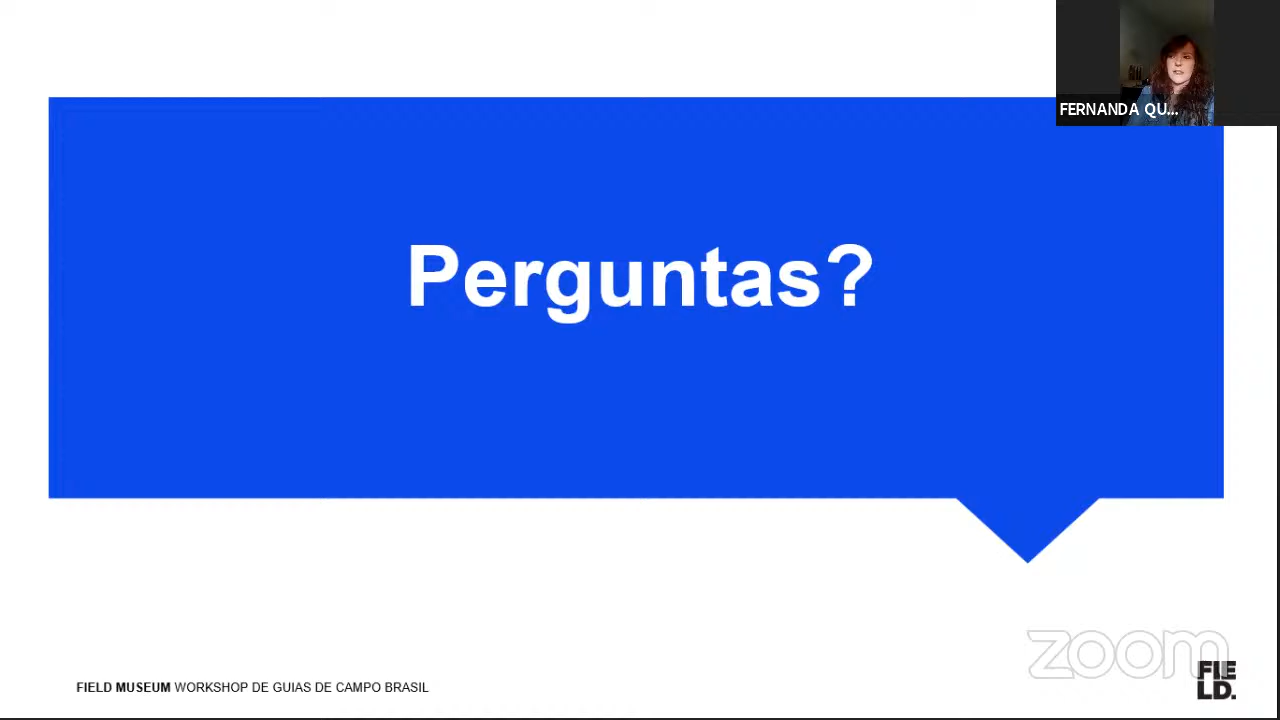 FERNANDA QU...
Perguntas?
zoom
FIELD MUSEUM WORKSHOP DE GUIAS DE CAMPO BRASIL
FIE
LD.